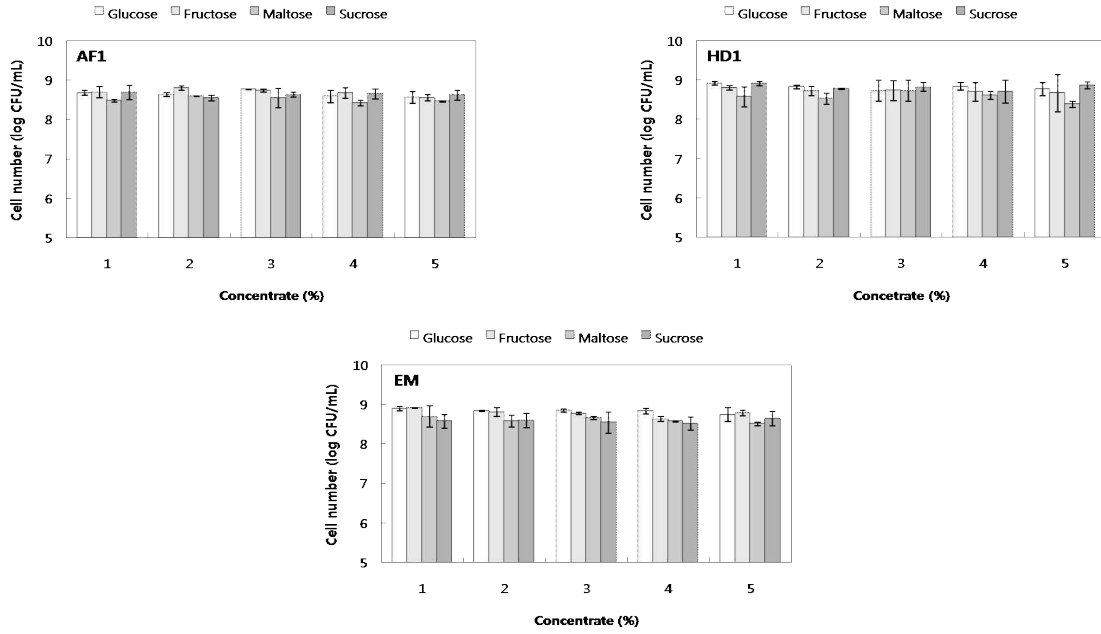 Glucose Fructose Maltose Sucrose
AF1
Cell number (log CFU/mL)
10
9
8
7
6
5
1 2 3 4 5
Concentrate (%)
Glucose Fructose Maltose Sucrose
HD1
Cell number (log CFU/mL)
10
9
8
7
6
5
1 2 3 4 5
Concetrate (%)
Glucose Fructose Maltose Sucrose
EM
Cell number (log CFU/mL)
10
9
8
7
6
5
1 2 3 4 5
Concentrate (%)